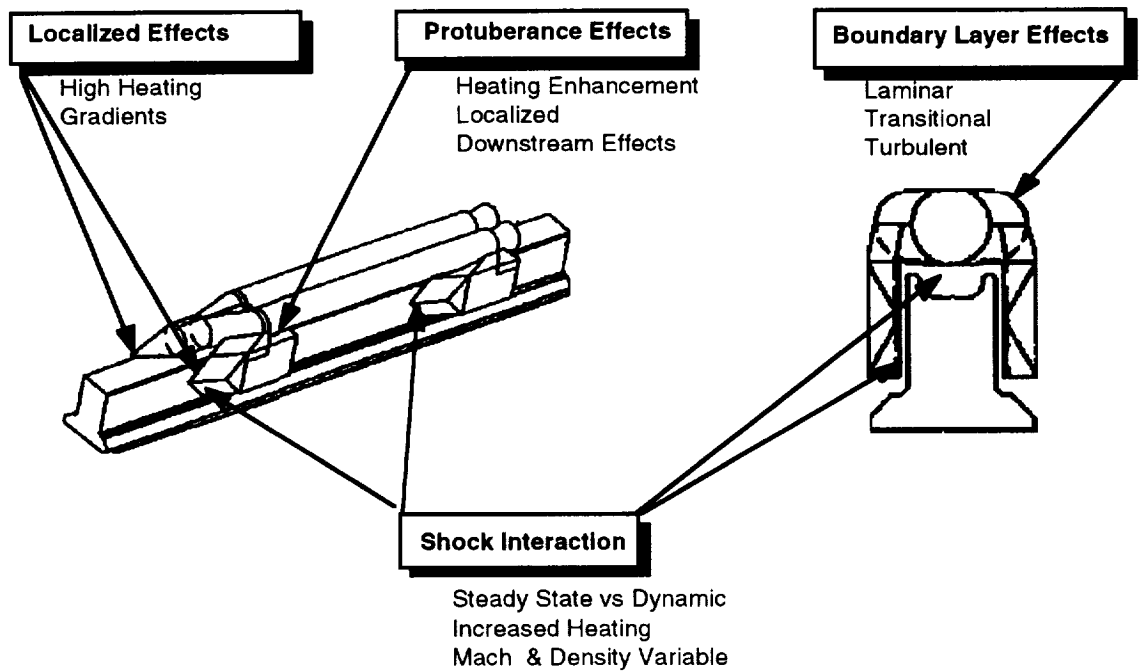 Localized Effects
High Heating
Gradients
Protuberance Effects
Heating Enhancement
Localized
Downstream Effects
Boundary Layer Effects
Laminar
Transitional
Turbulent
Shock Interaction
Steady State vs Dynamic
Increased Heating
Mach & Density Variable